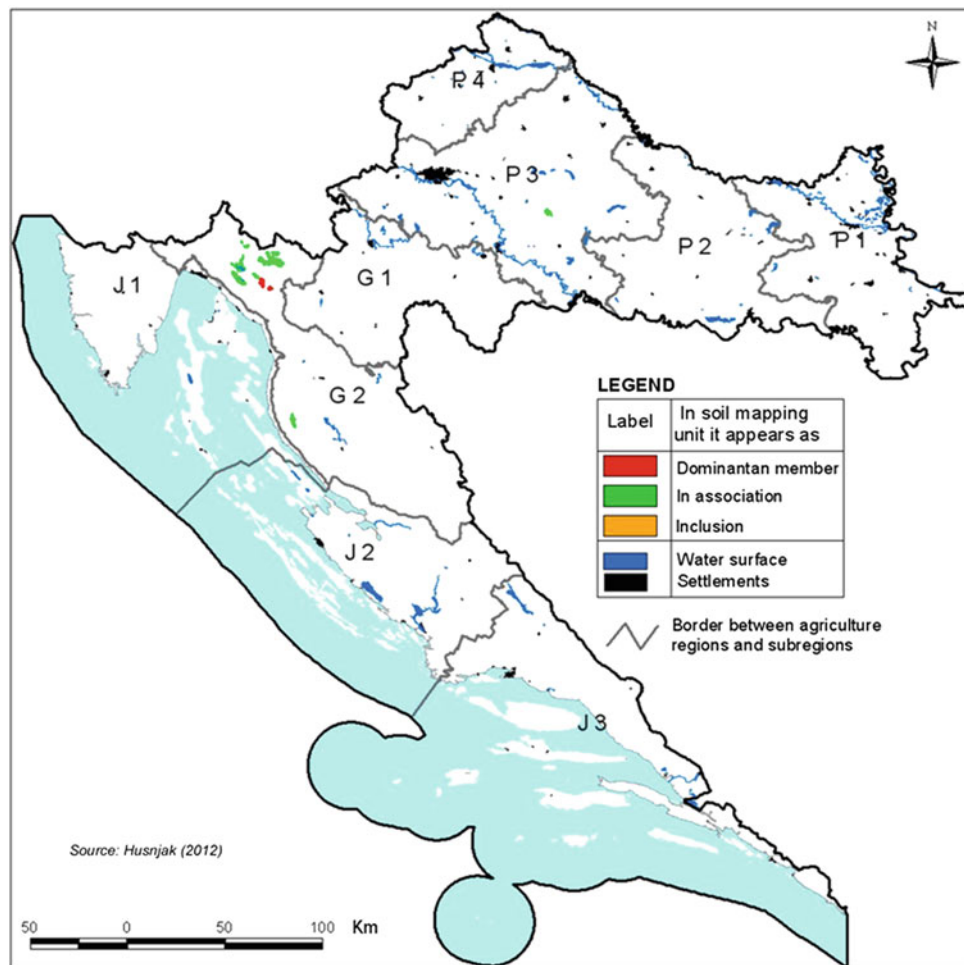 N
P 4
P 3
P 2
P 1
G 1
J 1
G 2
J 2
J 3
LEGEND
Label
In soil mapping
unit it appears as
Dominantan member
In association
Inclusion
Water surface
Settlements
Border between agriculture
regions and subregions
Source: Husnjak (2012)
50 0 50 100 Km